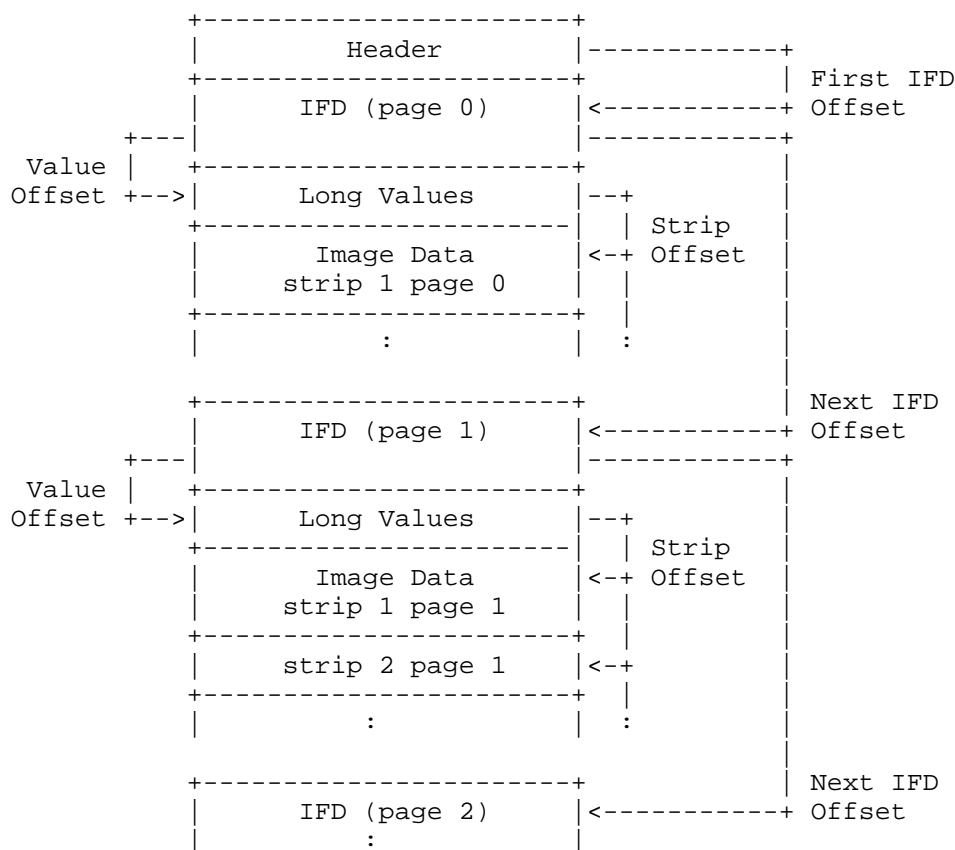 Header
First IFD
IFD (page 0) Offset
Value
Offset Long Values
Strip
Image Data Offset
strip 1 page 0
: :
Next IFD
IFD (page 1) Offset
Value
Offset Long Values
Strip
Image Data Offset
strip 1 page 1
strip 2 page 1
: :
Next IFD
IFD (page 2) Offset
: